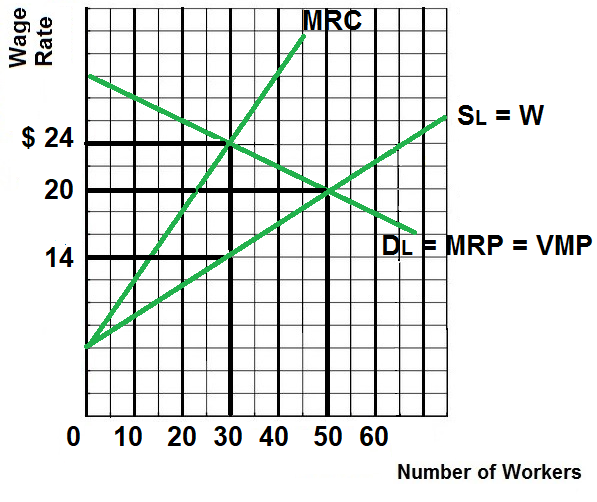 Wage
Rate
MRC
SL = W
$ 24
20
DL = MRP = VMP
14
0 10 20 30 40 50 60
Number of Workers